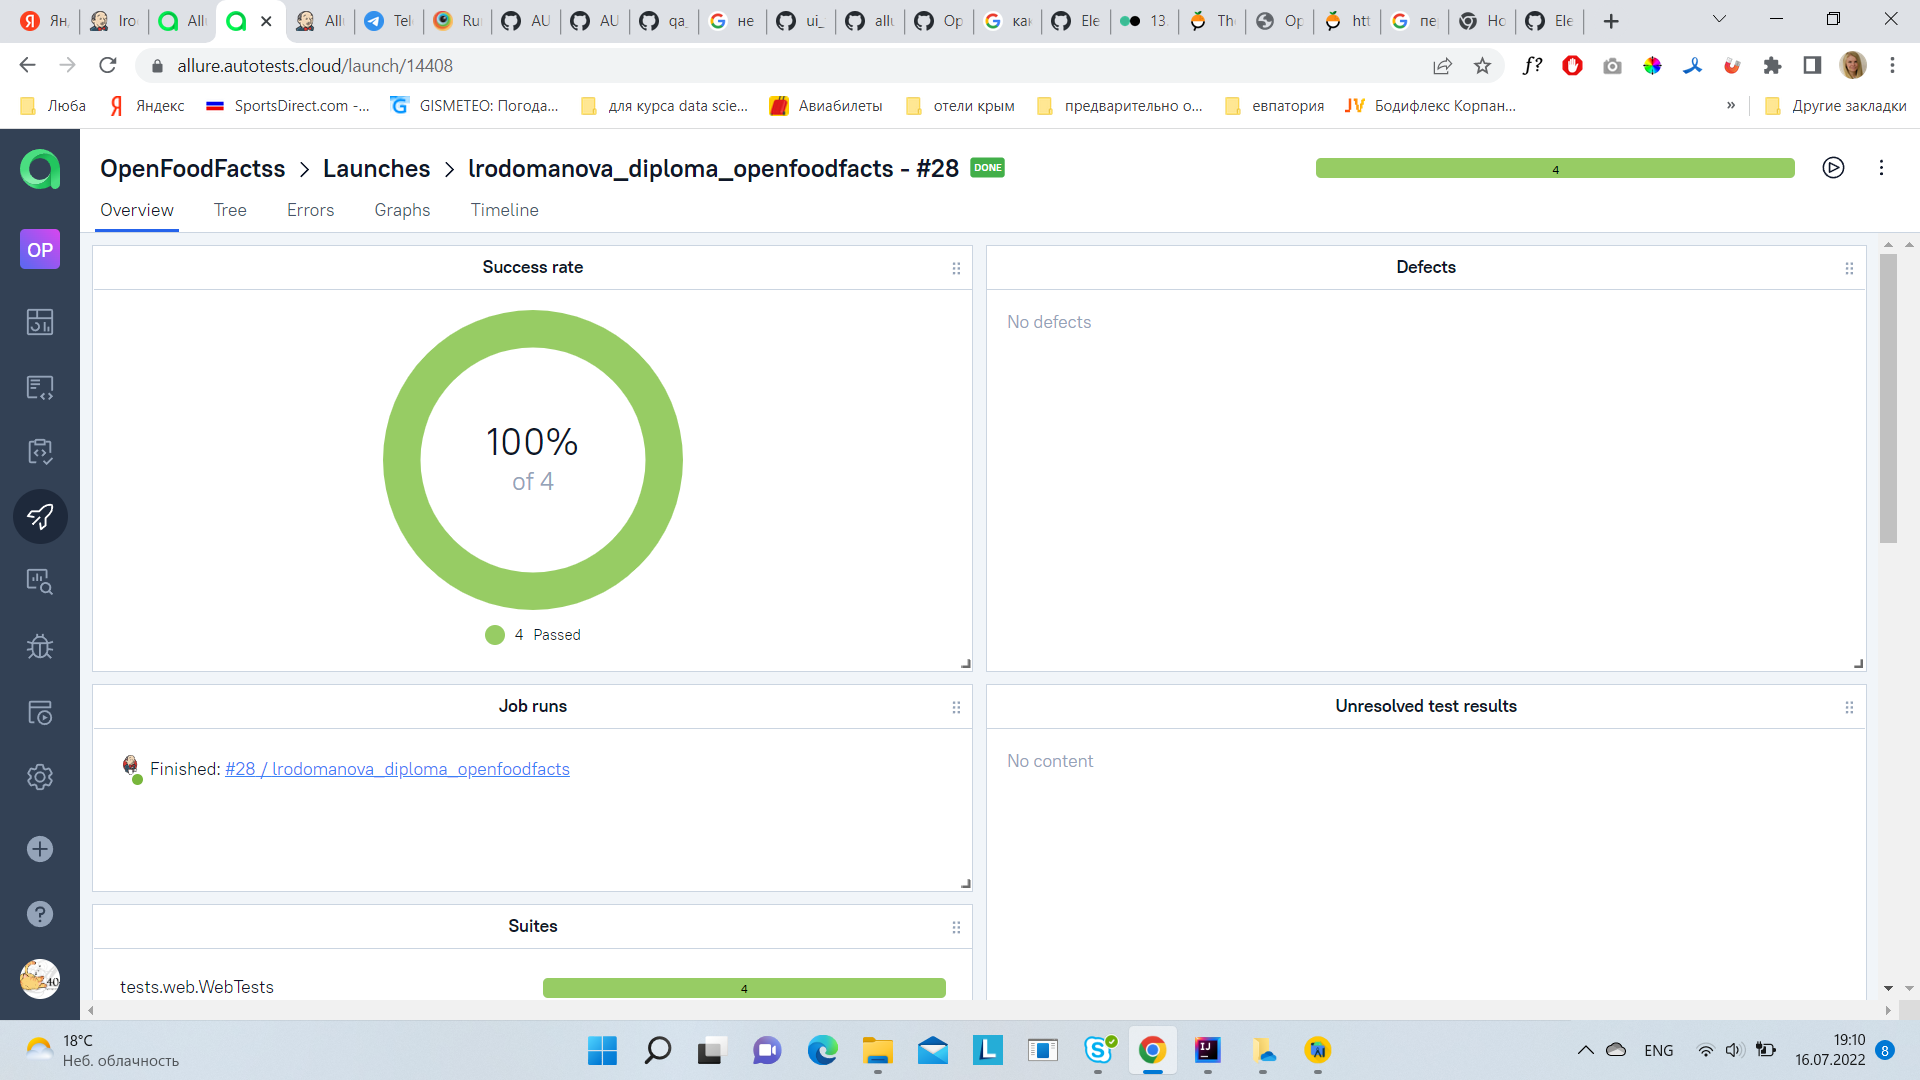 Ян
Iro
All
All
Tel
Ru
AU
AU
qa_
не
ui_
allu
Op
как
Ele
13
Th
Op
htt
пе
Ho
Ele
allure.autotests.cloud/launch/14408
f?
Люба
Яндекс
SportsDirect.com -...
GISMETEO: Погода...
для курса data scie...
Авиабилеты
отели крым
предварительно о...
евпатория
JV Бодифлекс Корпан...
»
Другие закладки
OpenFoodFactss > Launches > lrodomanova_diploma_openfoodfacts - #28 DONE
4
Overview Tree Errors Graphs Timeline
OP
Success rate
Defects
No defects
100%
of 4
4 Passed
Job runs
Unresolved test results
Finished: #28 / lrodomanova_diploma_openfoodfacts
No content
Suites
tests.web.WebTests
4
18°C
Неб. облачность
ENG
19:10
16.07.2022
8